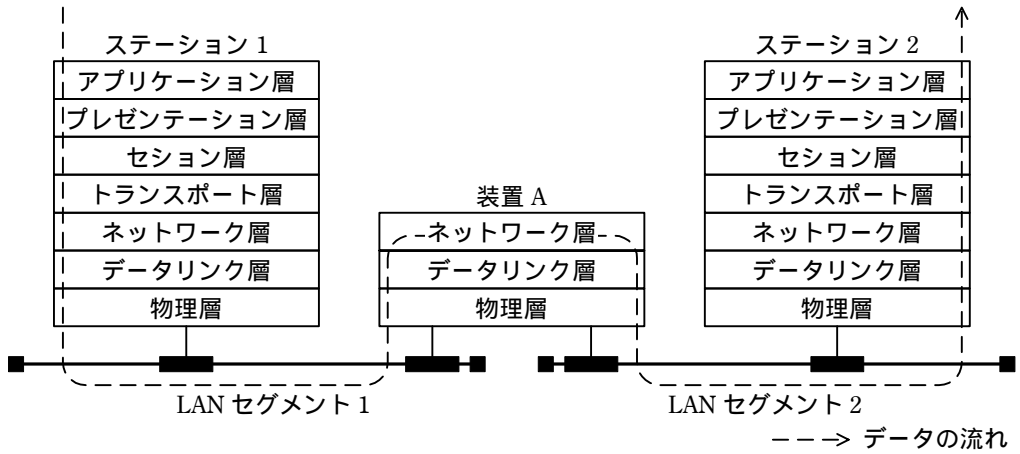 ステーション 1
アプリケーション層
プレゼンテーション層
セション層
トランスポート層
ネットワーク層
データリンク層
物理層
装置 A
ネットワーク層
データリンク層
物理層
ステーション 2
アプリケーション層
プレゼンテーション層
セション層
トランスポート層
ネットワーク層
データリンク層
物理層
LAN セグメント 1
LAN セグメント 2
データの流れ